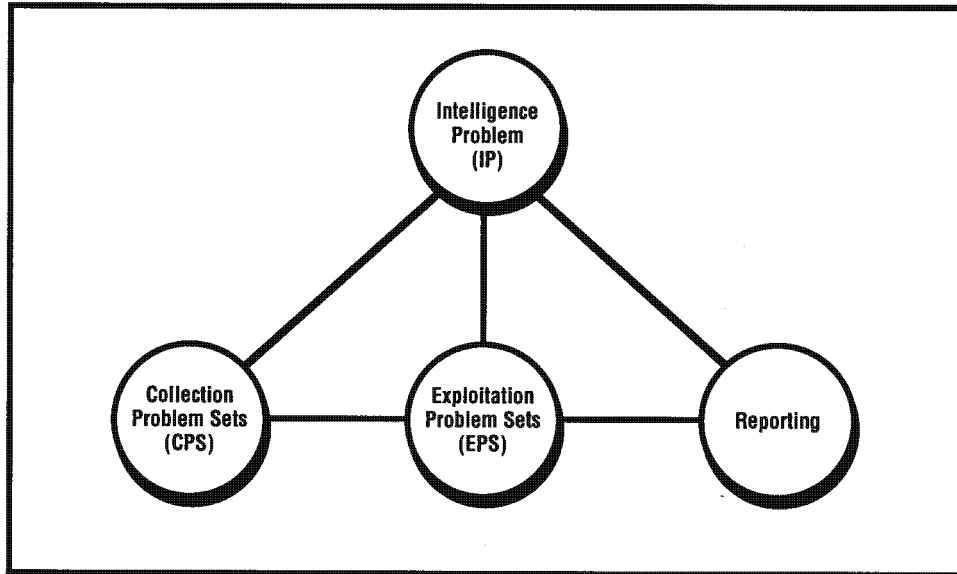 Intelligence
Problem
(IP)
Collection
Problem Sets
(CPS)
Exploitation
Problem Sets
(EPS)
Reporting